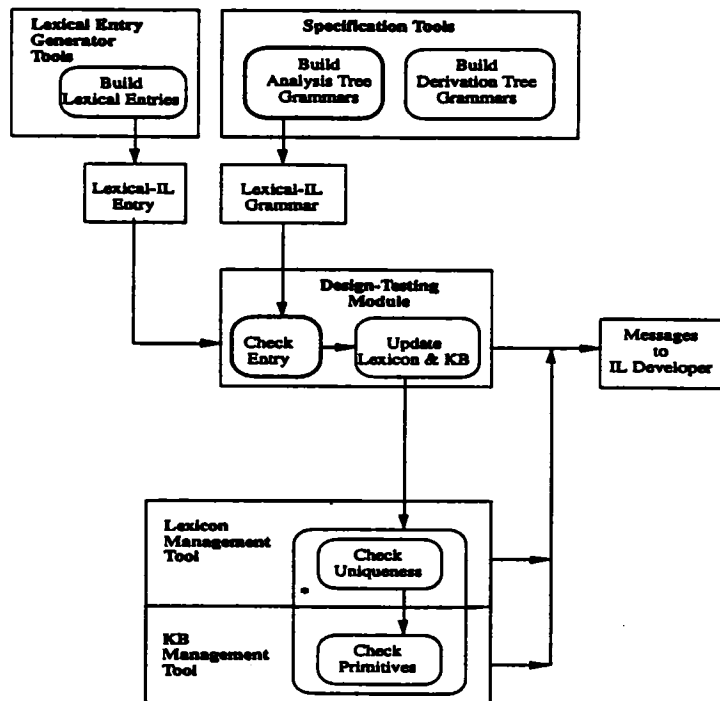 Lexical Entry
Generator
Tools
Build
Lexical Entries
Specification Tools
Build
Analysis Tree
Grammars
Build
Derivation Tree
Grammars
Lexical-IL
Entry
Lexical-IL
Grammar
Design-Testing
Module
Check
Entry
Update
Lexicon & KB
Messages
to
IL Developer
Lexicon
Management
Tool
Check
Uniqueness
*
KB
Management
Tool
Check
Primitives